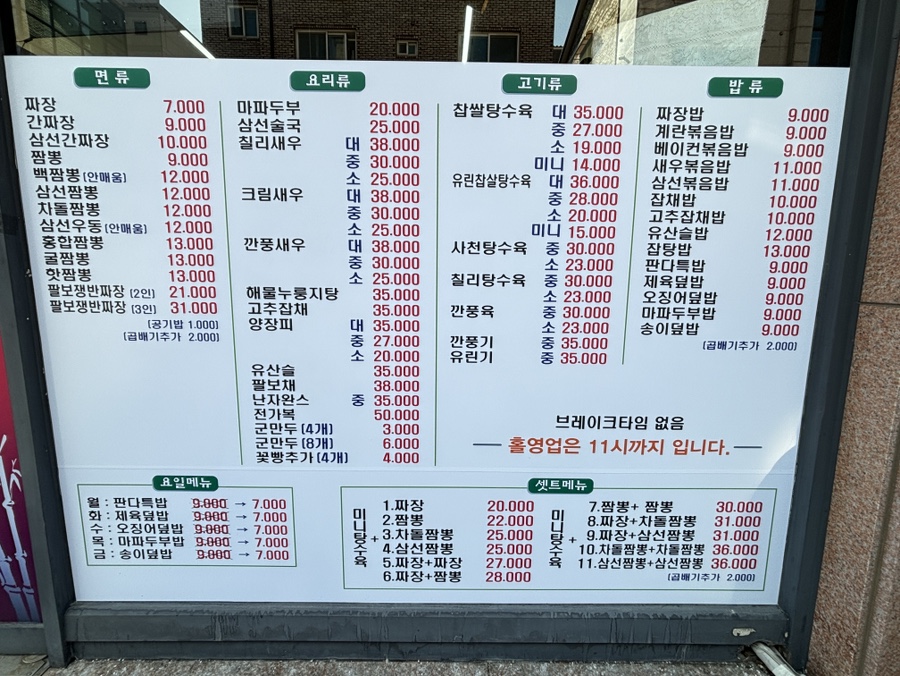 면류
짜장 7.000
간짜장 9.000
삼선간짜장 10.000
짬뽕 9.000
백짬뽕(안매움) 12.000
삼선짬뽕 12.000
차돌짬뽕 12.000
삼선우동(안매움) 12.000
홍합짬뽕 13.000
굴짬뽕 13.000
핫짬뽕 13.000
팔보쟁반짜장 (2인) 21.000
팔보쟁반짜장 (3인) 31.000
(공기밥 1.000)
(곱배기추가 2.000)
요리류
마파두부 20.000
삼선술국 25.000
칠리새우 대 38.000
중 30.000
소 25.000
크림새우 대 38.000
중 30.000
소 25.000
깐풍새우 대 38.000
중 30.000
소 25.000
해물누룽지탕 35.000
고추잡채 35.000
양장피 대 35.000
중 27.000
소 20.000
유산슬 35.000
팔보채 38.000
난자완스 중 35.000
전가복 50.000
군만두(4개) 3.000
군만두(8개) 6.000
꽃빵추가(4개) 4.000
고기류
찹쌀탕수육 대 35.000
중 27.000
소 19.000
미니 14.000
유린찹쌀탕수육 대 36.000
중 28.000
소 20.000
미니 15.000
사천탕수육 중 30.000
소 23.000
칠리탕수육 중 30.000
소 23.000
깐풍육 중 30.000
소 23.000
깐풍기 중 35.000
유린기 중 35.000
밥류
짜장밥 9.000
계란볶음밥 9.000
베이컨볶음밥 9.000
새우볶음밥 11.000
삼선볶음밥 11.000
잡채밥 10.000
고추잡채밥 10.000
유산슬밥 12.000
잡탕밥 13.000
판다특밥 9.000
제육덮밥 9.000
오징어덮밥 9.000
마파두부밥 9.000
송이덮밥 9.000
(곱배기추가 2.000)
브레이크타임 없음
홀영업은 11시까지 입니다.
요일메뉴
월 : 판다특밥 9.000 → 7.000
화 : 제육덮밥 9.000 → 7.000
수 : 오징어덮밥 9.000 → 7.000
목 : 마파두부밥 9.000 → 7.000
금 : 송이덮밥 9.000 → 7.000
셋트메뉴
미니탕수육 +
1.짜장 20.000
2.짬뽕 22.000
3.차돌짬뽕 25.000
4.삼선짬뽕 25.000
5.짜장+짜장 27.000
6.짜장+짬뽕 28.000
미니탕수육 +
7.짬뽕+ 짬뽕 30.000
8.짜장+차돌짬뽕 31.000
9.짜장+삼선짬뽕 31.000
10.차돌짬뽕+차돌짬뽕 36.000
11.삼선짬뽕+삼선짬뽕 36.000
(곱배기추가 2.000)